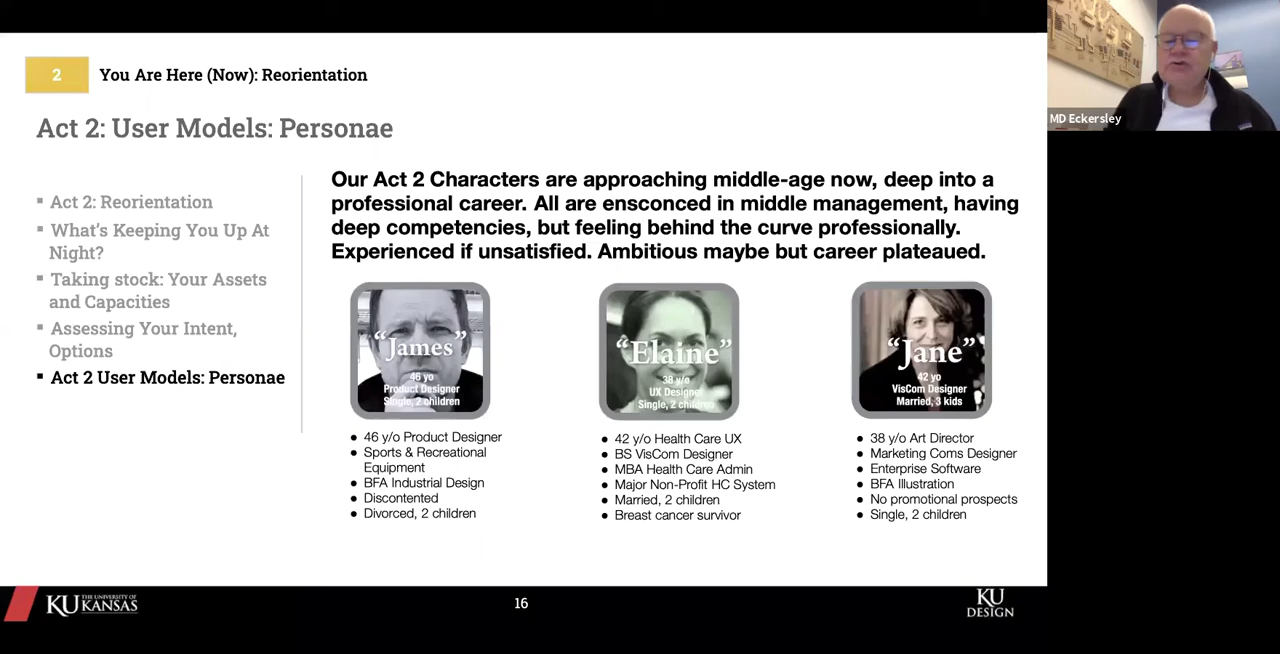 2
You Are Here (Now): Reorientation
Act 2: User Models: Personae
▪ Act 2: Reorientation
▪ What's Keeping You Up At
Night?
▪ Taking stock: Your Assets
and Capacities
▪ Assessing Your Intent,
Options
▪ Act 2 User Models: Personae
Our Act 2 Characters are approaching middle-age now, deep into a
professional career. All are ensconced in middle management, having
deep competencies, but feeling behind the curve professionally.
Experienced if unsatisfied. Ambitious maybe but career plateaued.
“James”
46 yo
Product Designer
Single, 2 children
● 46 y/o Product Designer
● Sports & Recreational
Equipment
● BFA Industrial Design
● Discontented
● Divorced, 2 children
“Elaine”
38 y/o
UX Designer
Single, 2 children
● 42 y/o Health Care UX
● BS VisCom Designer
● MBA Health Care Admin
● Major Non-Profit HC System
● Married, 2 children
● Breast cancer survivor
“Jane”
42 yo
VisCom Designer
Married, 3 kids
● 38 y/o Art Director
● Marketing Coms Designer
● Enterprise Software
● BFA Illustration
● No promotional prospects
● Single, 2 children
MD Eckersley
KU THE UNIVERSITY OF
KANSAS
16
KU
DESIGN